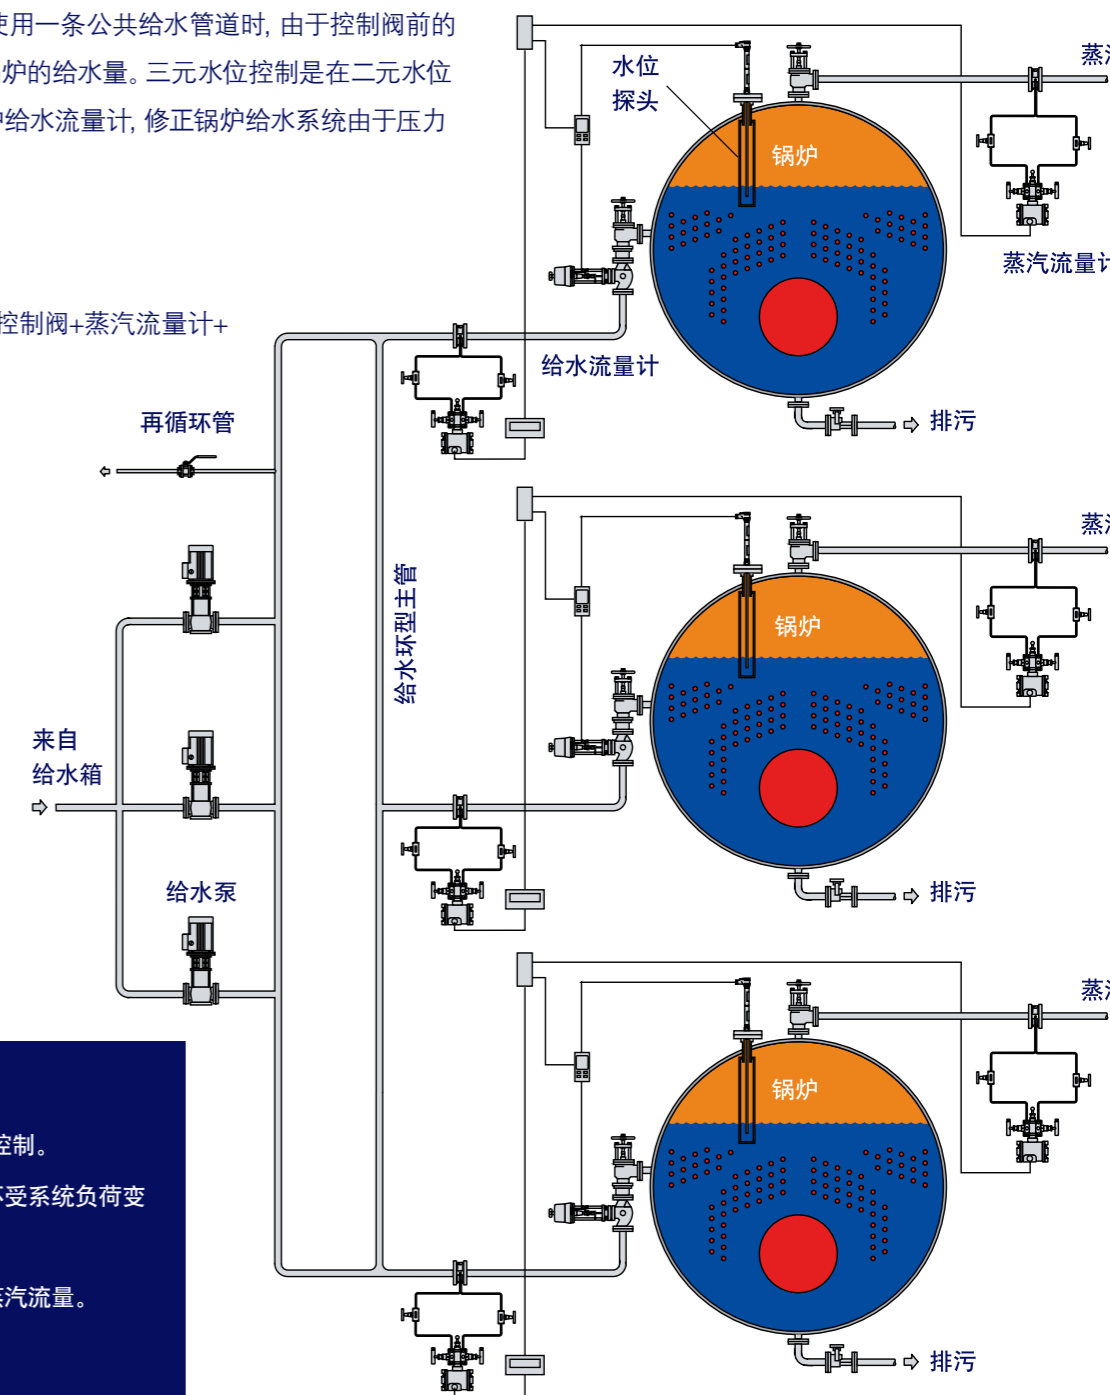 使用一条公共给水管道时, 由于控制阀前的
炉的给水量。三元水位控制是在二元水位
给水流量计, 修正锅炉给水系统由于压力
控制阀+蒸汽流量计+
水位
探头
锅炉
蒸汽流量计
给水流量计
排污
再循环管
给水环型主管
锅炉
来自
给水箱
给水泵
排污
锅炉
控制。
不受系统负荷变
蒸汽流量。
排污